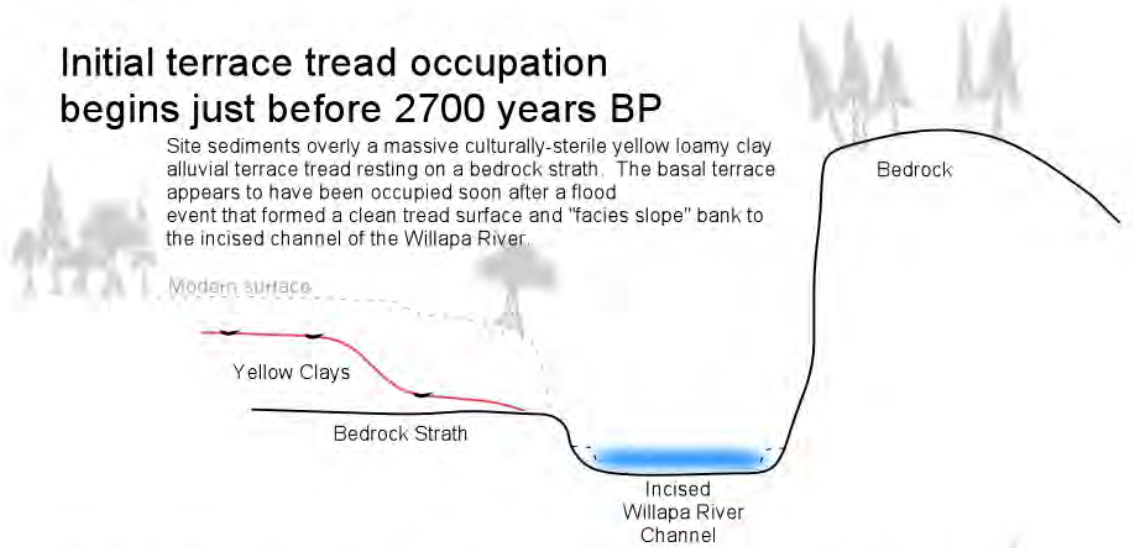 Initial terrace tread occupation
begins just before 2700 years BP
Site sediments overly a massive culturally-sterile yellow loamy clay
alluvial terrace tread resting on a bedrock strath. The basal terrace
appears to have been occupied soon after a flood
event that formed a clean tread surface and "facies slope" bank to
the incised channel of the Willapa River.
Bedrock
Modern surface
Yellow Clays
Bedrock Strath
Incised
Willapa River
Channel